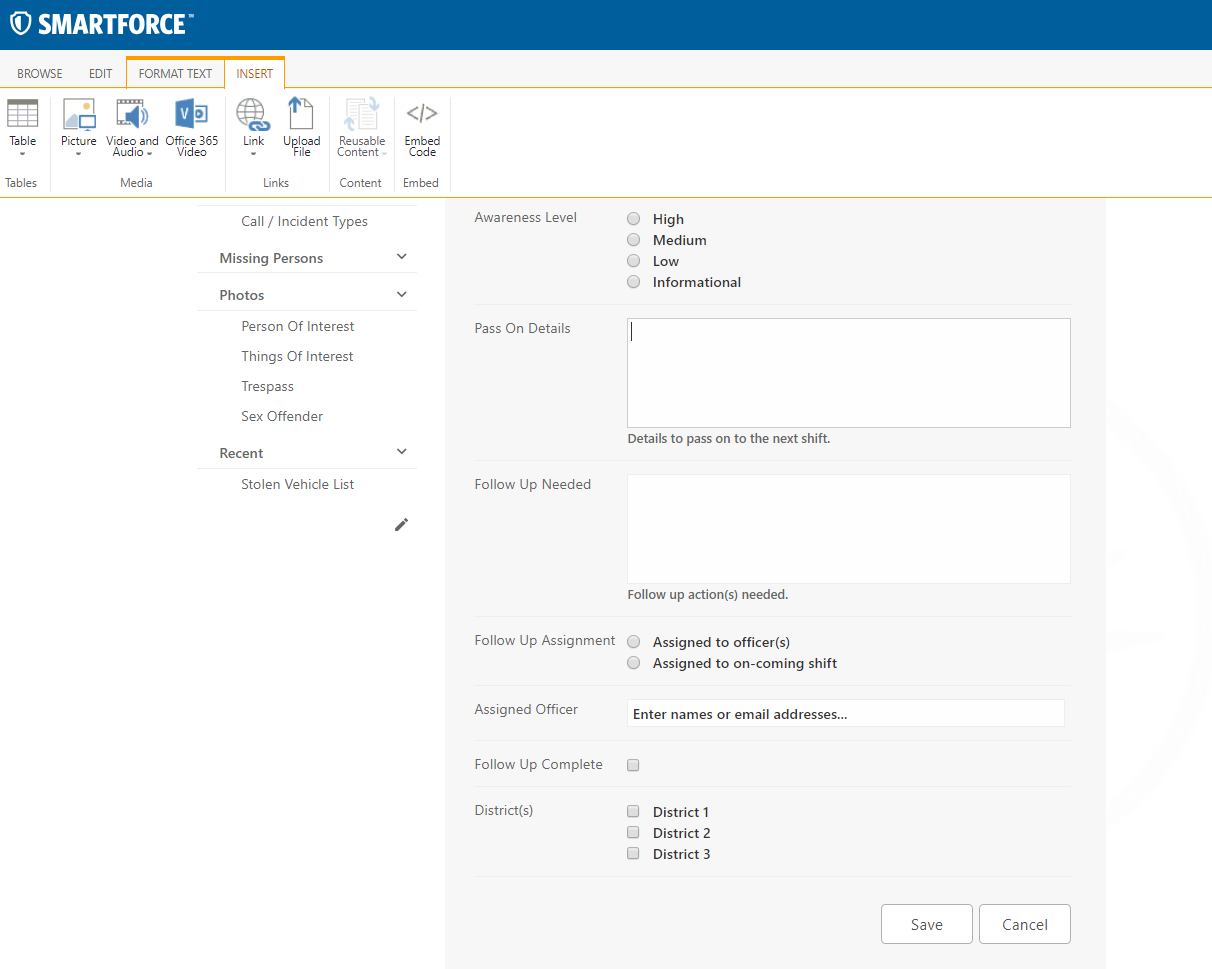 SMARTFORCE™
BROWSE EDIT FORMAT TEXT INSERT
Table
Picture
Video and
Audio
Office 365
Video
Link
Upload
File
Reusable
Content
Embed
Code
Tables
Media
Links
Content
Embed
Call / Incident Types
Missing Persons
Photos
Person Of Interest
Things Of Interest
Trespass
Sex Offender
Recent
Stolen Vehicle List
Awareness Level
High
Medium
Low
Informational
Pass On Details
Details to pass on to the next shift.
Follow Up Needed
Follow up action(s) needed.
Follow Up Assignment
Assigned to officer(s)
Assigned to on-coming shift
Assigned Officer
Enter names or email addresses...
Follow Up Complete
District(s)
District 1
District 2
District 3
Save
Cancel